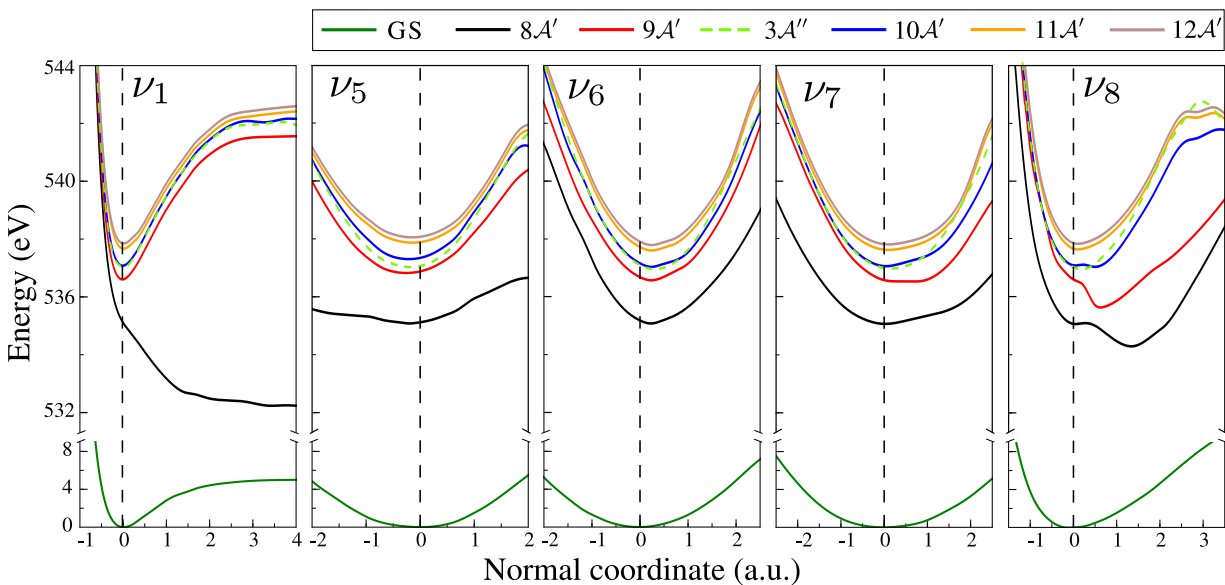 GS 8𝒜′ 9𝒜′ 3𝒜′′ 10𝒜′ 11𝒜′ 12𝒜′
ν₁ ν₅ ν₆ ν₇ ν₈
Energy (eV)
544
540
536
532
8
4
0
-1 0 1 2 3 4
-2 -1 0 1 2
-2 -1 0 1 2
-2 -1 0 1 2
-1 0 1 2 3
Normal coordinate (a.u.)